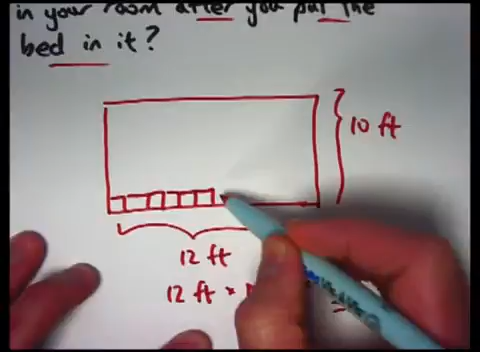 in your room after you put the
bed in it?
10 ft
12 ft
12 ft ×